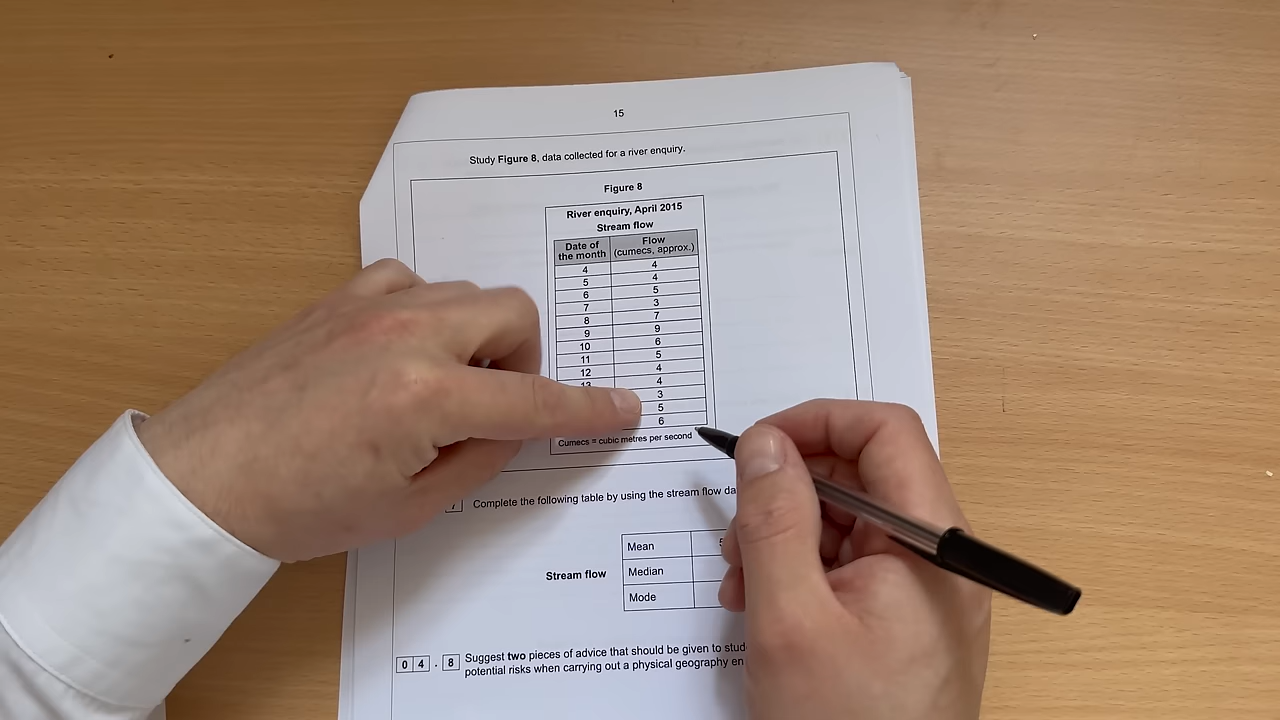 15
Study Figure 8, data collected for a river enquiry.
Figure 8
River enquiry, April 2015
Stream flow
Date of the month Flow (cumecs, approx.)
4 4
5 4
6 5
7 3
8 7
9 9
10 6
11 5
12 4
13 4
3
5
6
Cumecs = cubic metres per second
7 Complete the following table by using the stream flow
Stream flow
Mean 5
Median
Mode
0 4 . 8 Suggest two pieces of advice that should be given to
potential risks when carrying out a physical geography